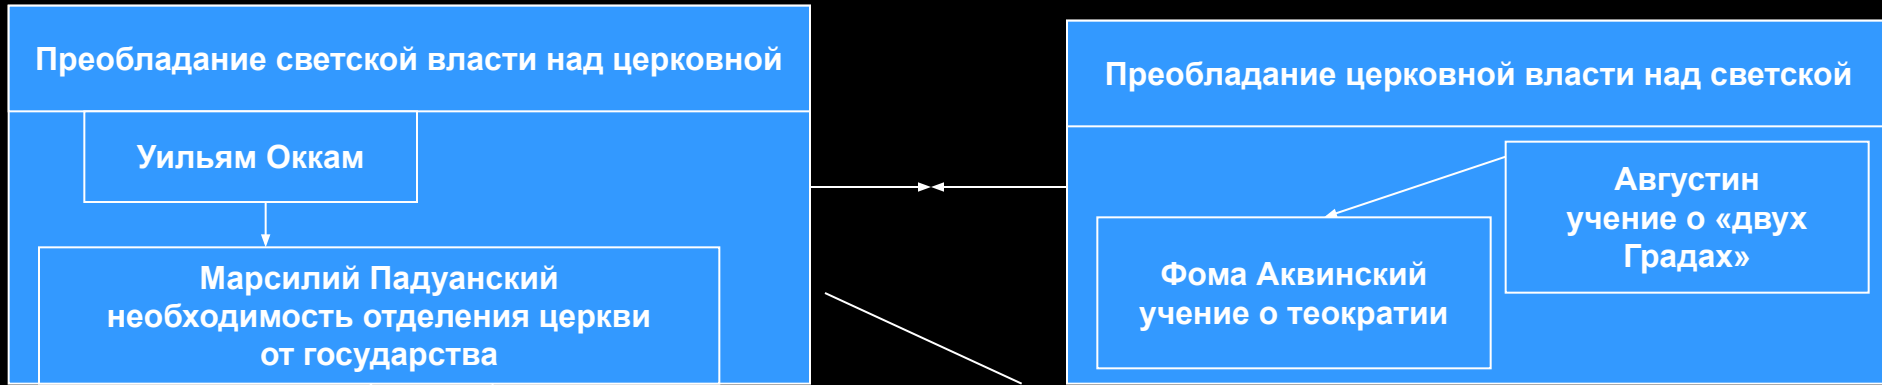 Преобладание светской власти над церковной
Уильям Оккам
Марсилий Падуанский
необходимость отделения церкви
от государства
Преобладание церковной власти над светской
Августин
учение о «двух
Градах»
Фома Аквинский
учение о теократии